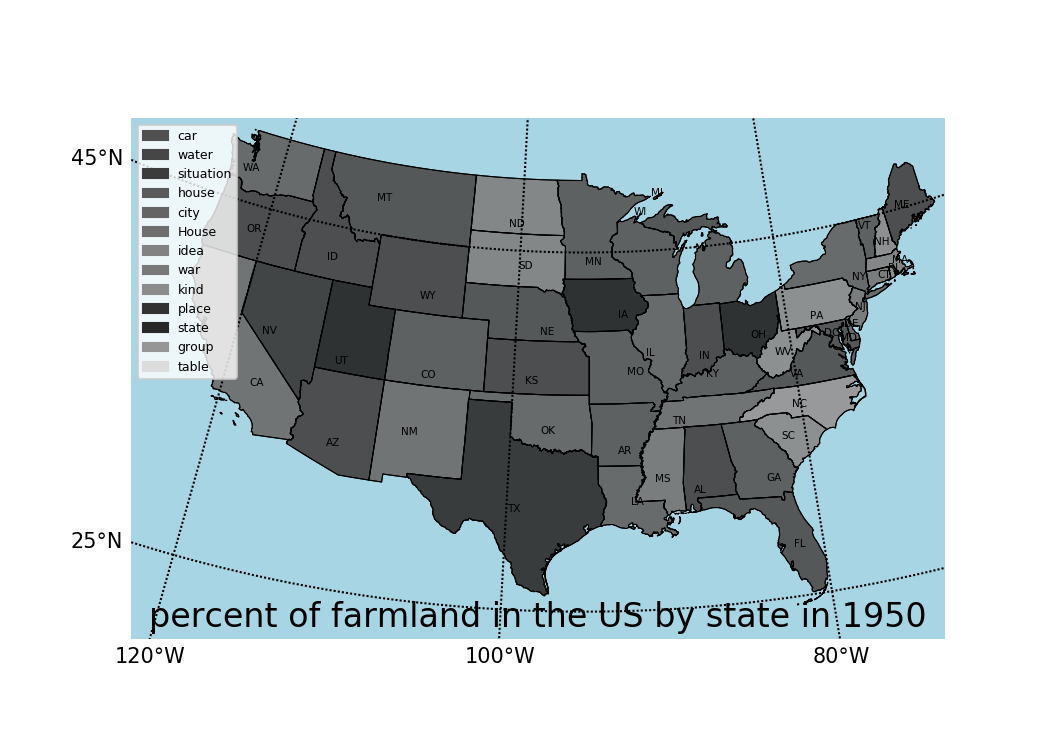 45°N
25°N
120°W
100°W
80°W
car
water
situation
house
city
House
idea
war
kind
place
state
group
table
WA
OR
CA
NV
ID
MT
WY
UT
AZ
CO
NM
ND
SD
NE
KS
OK
TX
MN
IA
MO
AR
LA
WI
MI
IL
IN
OH
KY
TN
MS
AL
GA
FL
SC
NC
VA
WV
PA
NY
NJ
VT
NH
ME
MA
CT
DC
MD
percent of farmland in the US by state in 1950